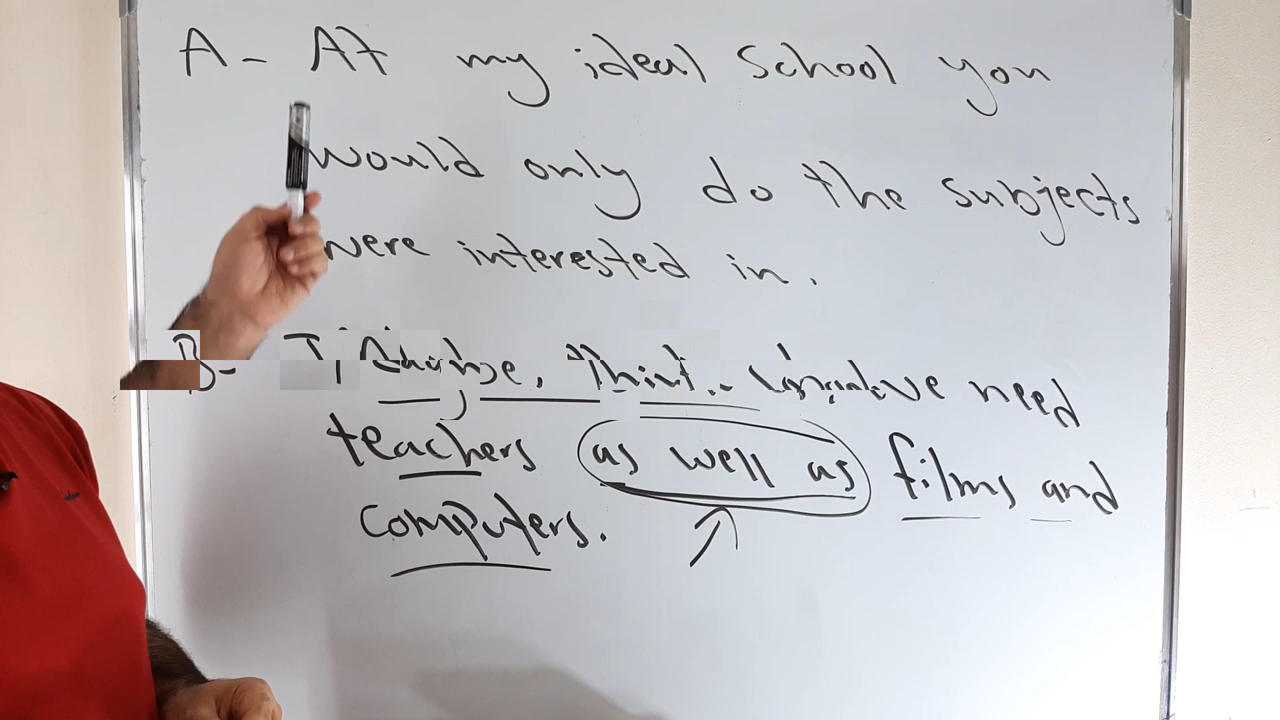 A- At my ideal school you
would only do the subjects
were interested in.
B- need
teachers as well as films and
computers.